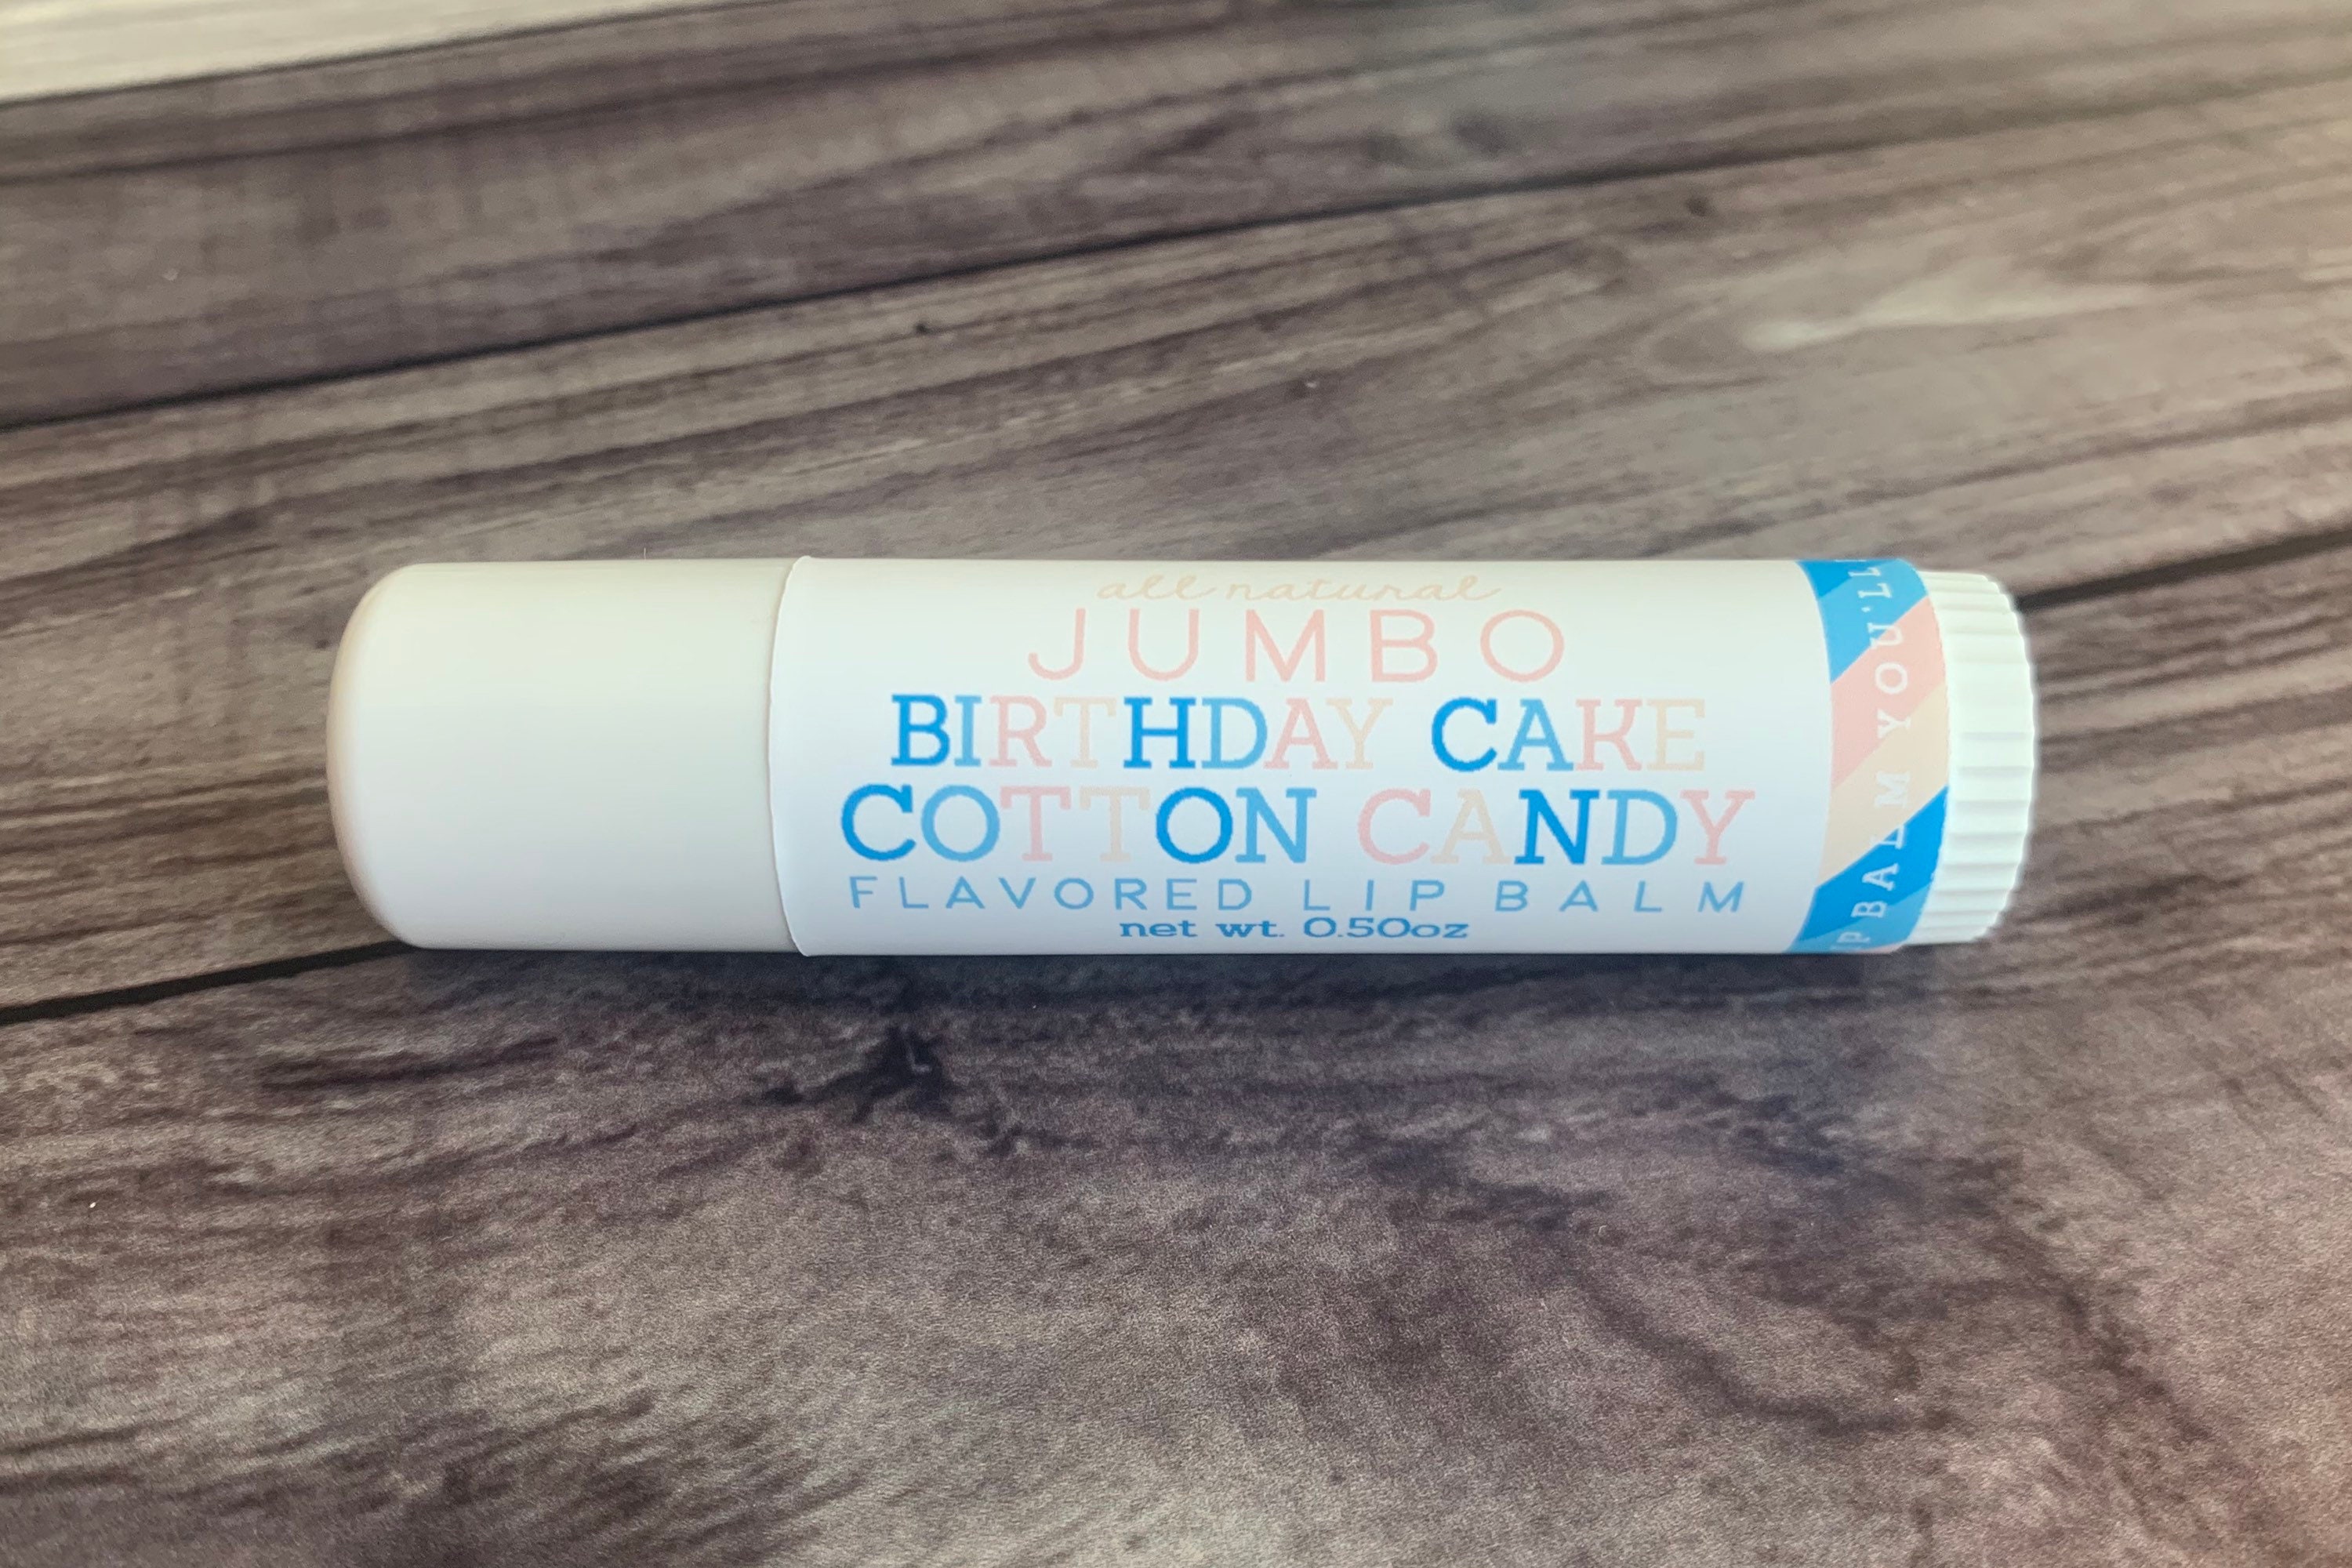 all natural
JUMBO
BIRTHDAY CAKE
COTTON CANDY
FLAVORED LIP BALM
net wt. 0.50oz
BALM YOU'LL